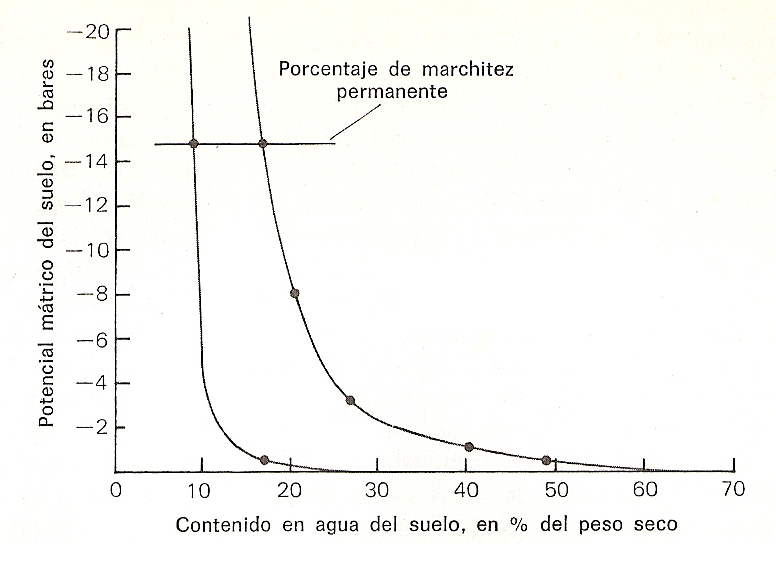 Potencial mátrico del suelo, en bares
−20
−18
−16
−14
−12
−10
−8
−6
−4
−2
Porcentaje de marchitez
permanente
0 10 20 30 40 50 60 70
Contenido en agua del suelo, en % del peso seco